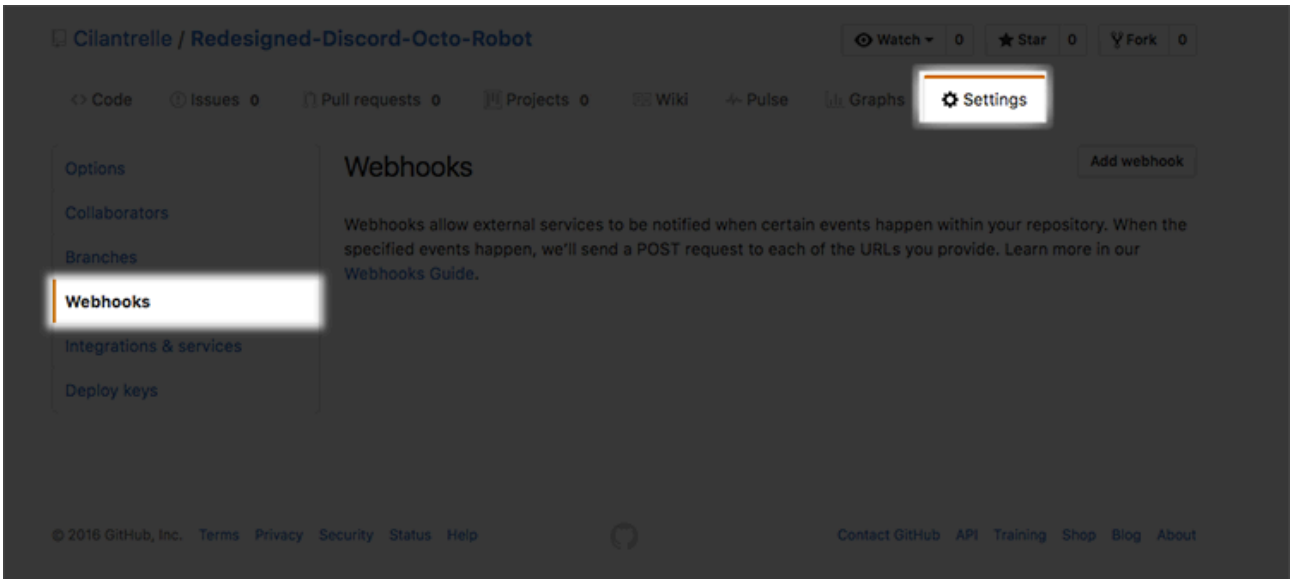 Cilantrelle / Redesigned-Discord-Octo-Robot Watch 0 Star 0 Fork 0
Code Issues 0 Pull requests 0 Projects 0 Wiki Pulse Graphs Settings
Options
Collaborators
Branches
Webhooks
Integrations & services
Deploy keys
Webhooks Add webhook
Webhooks allow external services to be notified when certain events happen within your repository. When the
specified events happen, we'll send a POST request to each of the URLs you provide. Learn more in our
Webhooks Guide.
© 2016 GitHub, Inc. Terms Privacy Security Status Help Contact GitHub API Training Shop Blog About